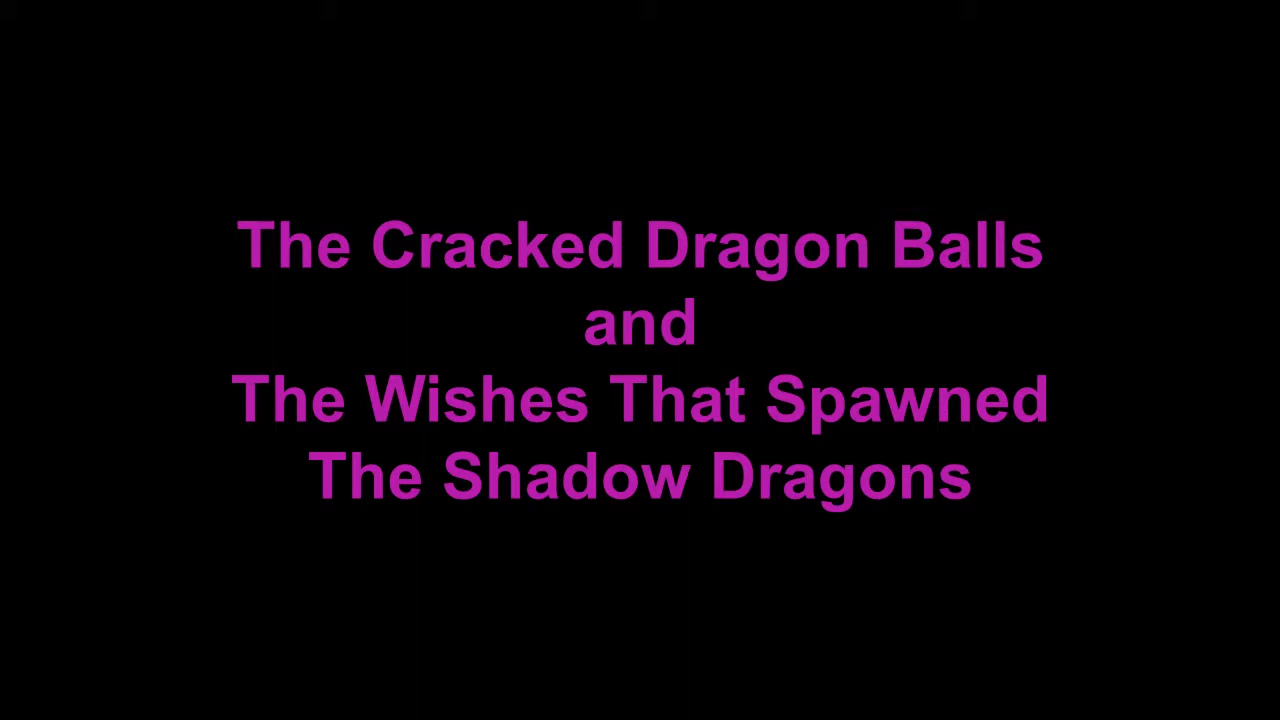 The Cracked Dragon Balls
and
The Wishes That Spawned
The Shadow Dragons